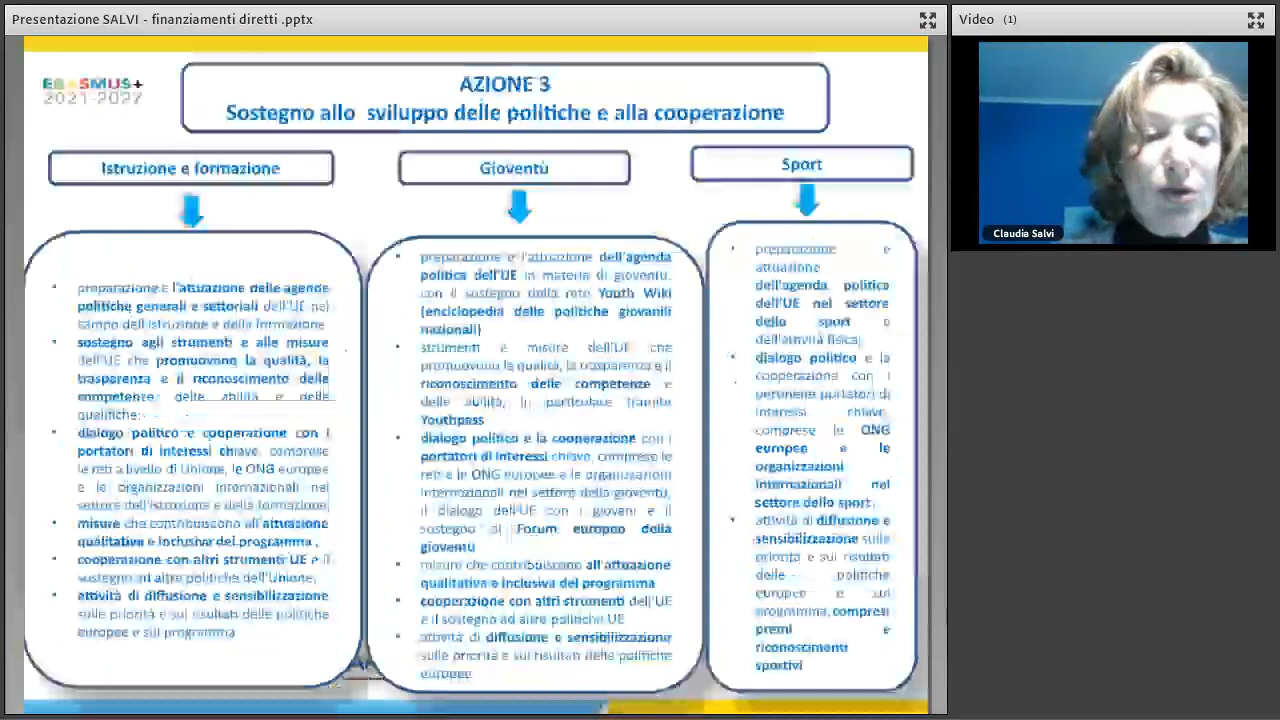 Presentazione SALVI - finanziamenti diretti .pptx
Video (1)
Claudia Salvi
ERASMUS+
2021-2027
AZIONE 3
Sostegno allo sviluppo delle politiche e alla cooperazione
Istruzione e formazione
preparazione e l'attuazione delle agende
politiche generali e settoriali dell'UE nel
campo dell'istruzione e della formazione
sostegno agli strumenti e alle misure
dell'UE che promuovono la qualità, la
trasparenza e il riconoscimento delle
competenze delle abilità e delle
qualifiche
dialogo politico e cooperazione con i
portatori di interessi chiave, comprese
le reti a livello di Unione, le ONG europee
e le organizzazioni internazionali nel
settore dell'istruzione e della formazione
misure che contribuiscono all'attuazione
qualitativa e inclusiva del programma ,
cooperazione con altri strumenti UE e il
sostegno ad altre politiche dell'Unione,
attività di diffusione e sensibilizzazione
sulle priorità e sui risultati delle politiche
europee e sul programma
Gioventù
preparazione e l'attuazione dell'agenda
politica dell'UE in materia di gioventù,
con il sostegno della rete Youth Wiki
(enciclopedia delle politiche giovanili
nazionali)
strumenti e misure dell'UE che
promuovono la qualità, la trasparenza e il
riconoscimento delle competenze e
delle abilità, in particolare tramite
Youthpass
dialogo politico e la cooperazione con i
portatori di interessi chiave, comprese le
reti e le ONG europee e le organizzazioni
internazionali nel settore della gioventù,
il dialogo dell'UE con i giovani e il
sostegno al Forum europeo della
gioventù
misure che contribuiscono all'attuazione
qualitativa e inclusiva del programma
cooperazione con altri strumenti dell'UE
e il sostegno ad altre politiche UE
attività di diffusione e sensibilizzazione
sulle priorità e sui risultati delle politiche
europee
Sport
preparazione e
attuazione
dell'agenda politica
dell'UE nel settore
dello sport e
dell'attività fisica;
dialogo politico e la
cooperazione con i
pertinenti portatori di
interessi chiave,
comprese le ONG
europee e le
organizzazioni
internazionali nel
settore dello sport,
attività di diffusione e
sensibilizzazione sulle
priorità e sui risultati
delle politiche
europee e sul
programma, compresi
premi e
riconoscimenti
sportivi